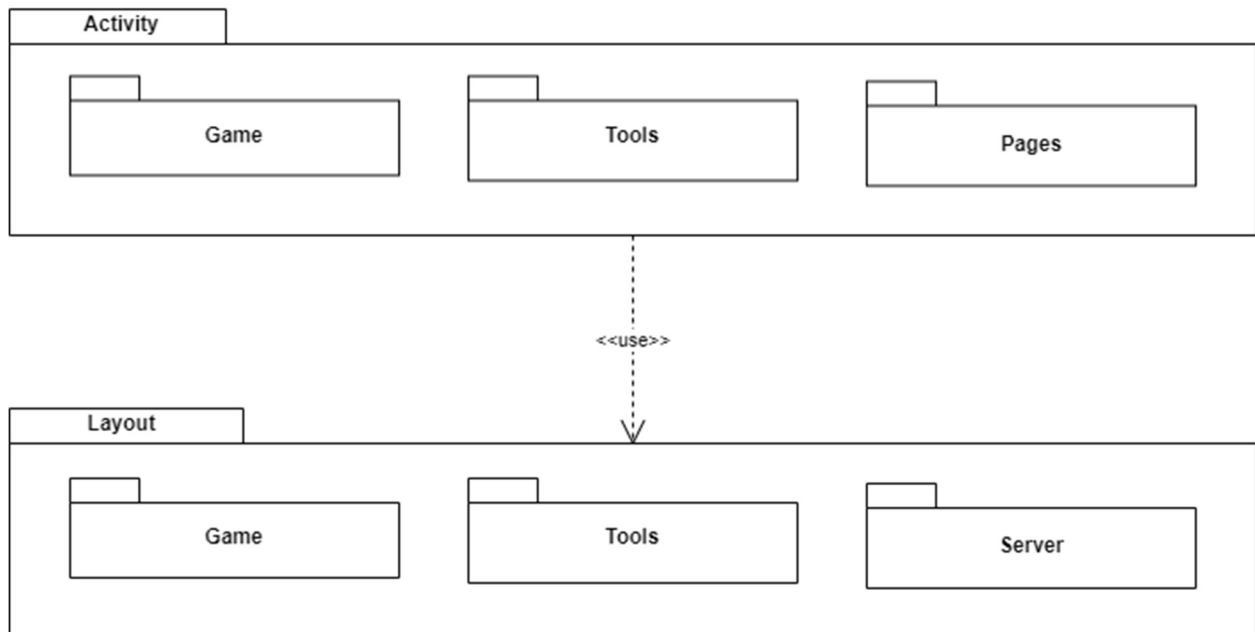 Activity
Game
Tools
Pages
<<use>>
Layout
Game
Tools
Server